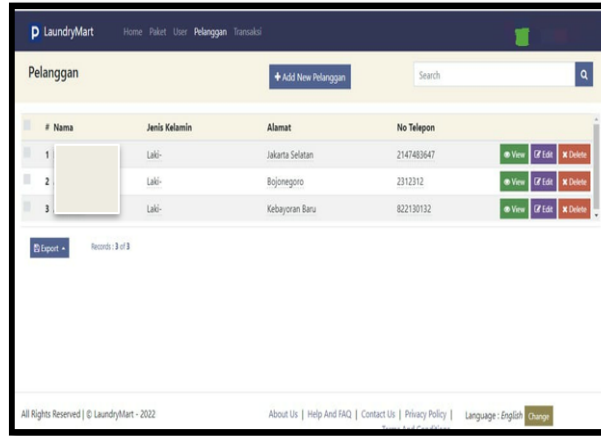 p LaundryMart Home Paket User Pelanggan Transaksi
Pelanggan + Add New Pelanggan Search
# Nama Jenis Kelamin Alamat No Telepon
1 Laki- Jakarta Selatan 2147483647 View Edit Delete
2 Laki- Bojonegoro 2312312 View Edit Delete
3 Laki- Kebayoran Baru 822130132 View Edit Delete
Export Records : 3 of 3
All Rights Reserved | © LaundryMart - 2022 About Us | Help And FAQ | Contact Us | Privacy Policy | Language : English Change
Terms And Conditions